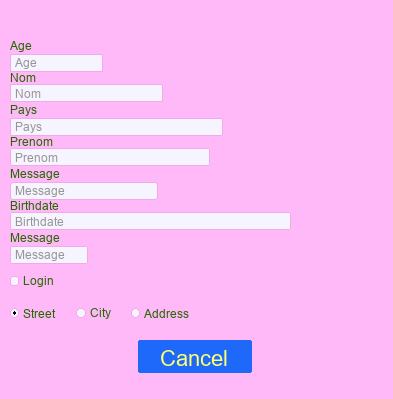 Age
Age
Nom
Nom
Pays
Pays
Prenom
Prenom
Message
Message
Birthdate
Birthdate
Message
Message
Login
Street City Address
Cancel